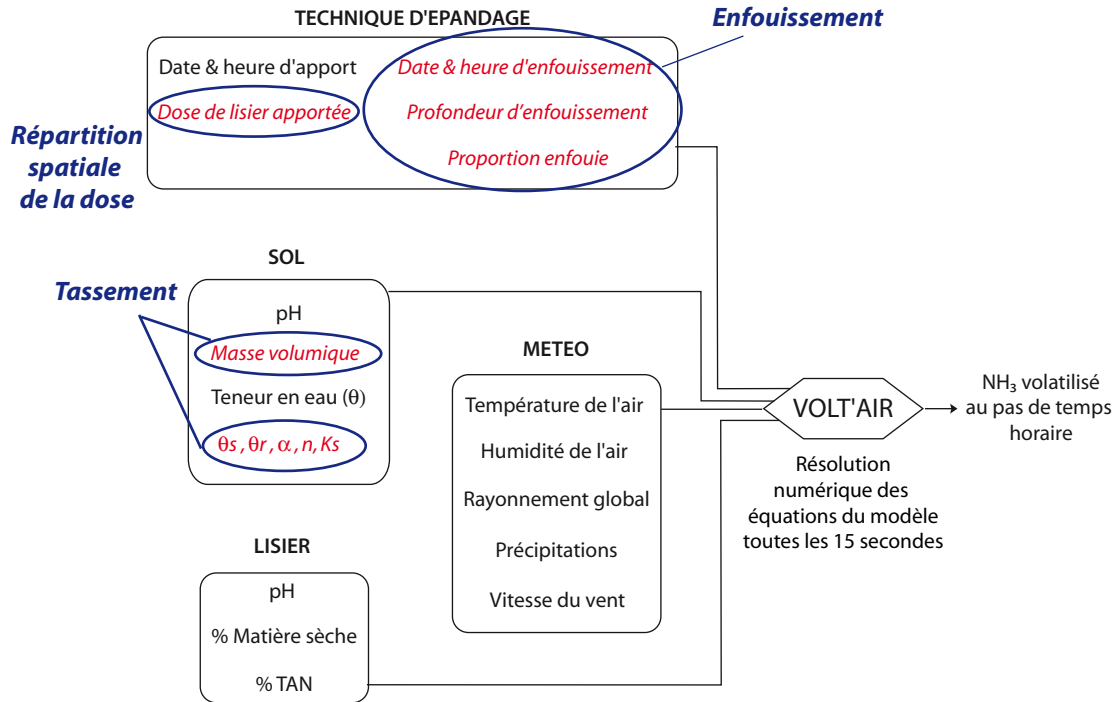 TECHNIQUE D'EPANDAGE
Enfouissement
Date & heure d'apport
Date & heure d'enfouissement
Dose de lisier apportée
Profondeur d'enfouissement
Proportion enfouie
Répartition
spatiale
de la dose
SOL
Tassement
pH
Masse volumique
Teneur en eau (θ)
θs , θr , α , n, Ks
METEO
Température de l'air
Humidité de l'air
Rayonnement global
Précipitations
Vitesse du vent
LISIER
pH
% Matière sèche
% TAN
VOLT'AIR
Résolution
numérique des
équations du modèle
toutes les 15 secondes
NH₃ volatilisé
au pas de temps
horaire